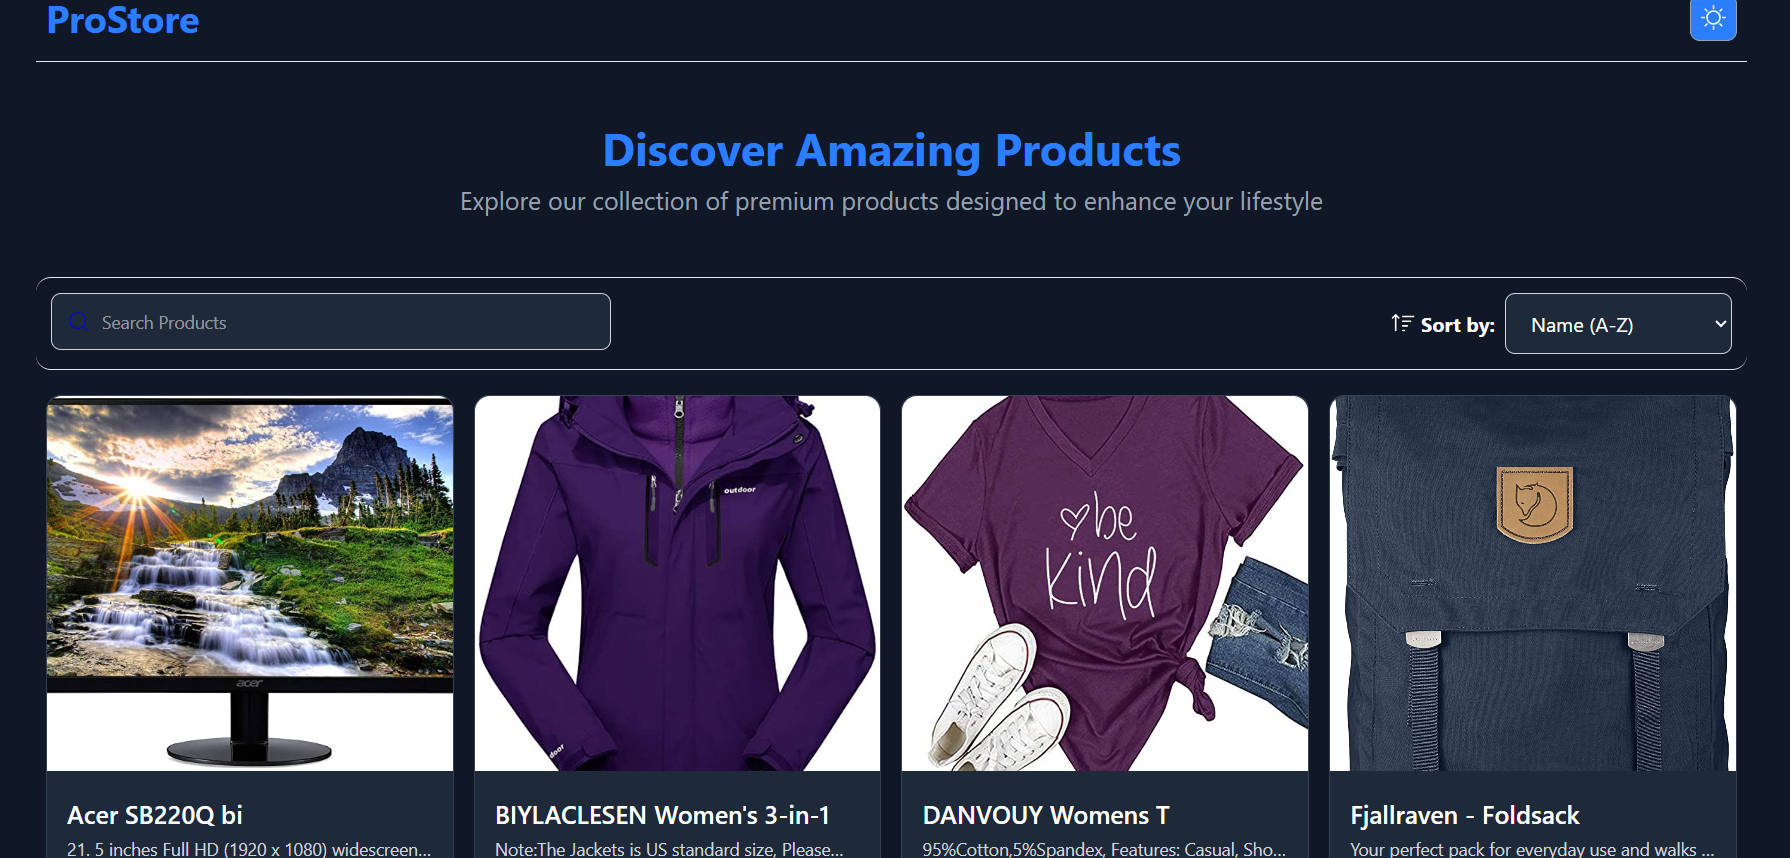 ProStore
Discover Amazing Products
Explore our collection of premium products designed to enhance your lifestyle
Search Products
Sort by:
Name (A-Z)
acer
outdoor
door
be
kind
Acer SB220Q bi
21. 5 inches Full HD (1920 x 1080) widescreen...
BIYLACLESEN Women's 3-in-1
Note:The Jackets is US standard size, Please...
DANVOUY Womens T
95%Cotton,5%Spandex, Features: Casual, Sho...
Fjallraven - Foldsack
Your perfect pack for everyday use and walks ...